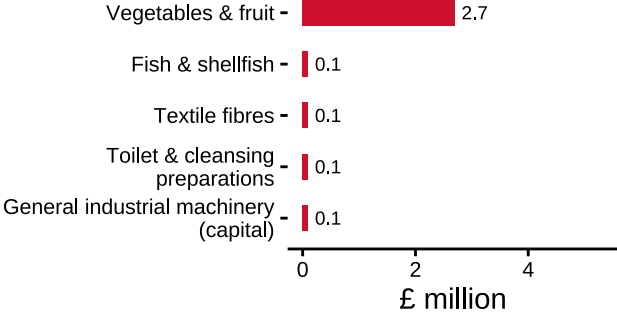 Vegetables & fruit 2.7
Fish & shellfish 0.1
Textile fibres 0.1
Toilet & cleansing
preparations 0.1
General industrial machinery
(capital) 0.1
0 2 4
£ million